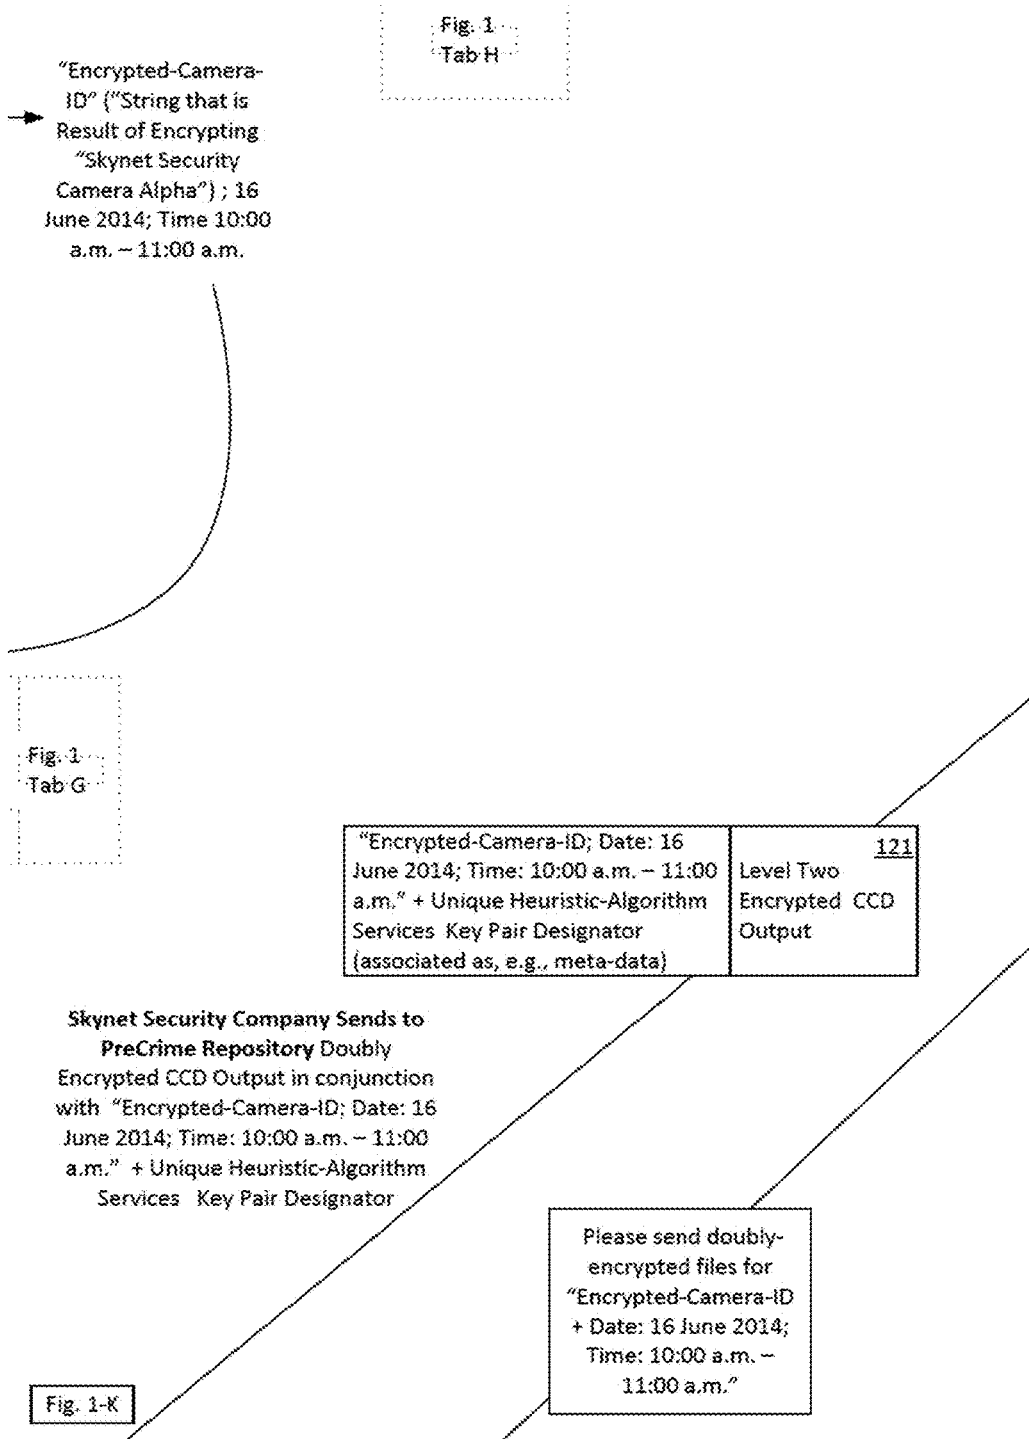 Fig. 1
Tab H
“Encrypted-Camera-
ID” (“String that is
Result of Encrypting
“Skynet Security
Camera Alpha”) ; 16
June 2014; Time 10:00
a.m. – 11:00 a.m.
Fig. 1
Tab G
“Encrypted-Camera-ID; Date: 16
June 2014; Time: 10:00 a.m. – 11:00
a.m.” + Unique Heuristic-Algorithm
Services Key Pair Designator
(associated as, e.g., meta-data)
121
Level Two
Encrypted CCD
Output
Skynet Security Company Sends to
PreCrime Repository Doubly
Encrypted CCD Output in conjunction
with “Encrypted-Camera-ID; Date: 16
June 2014; Time: 10:00 a.m. – 11:00
a.m.” + Unique Heuristic-Algorithm
Services Key Pair Designator
Please send doubly-
encrypted files for
“Encrypted-Camera-ID
+ Date: 16 June 2014;
Time: 10:00 a.m. –
11:00 a.m.”
Fig. 1-K